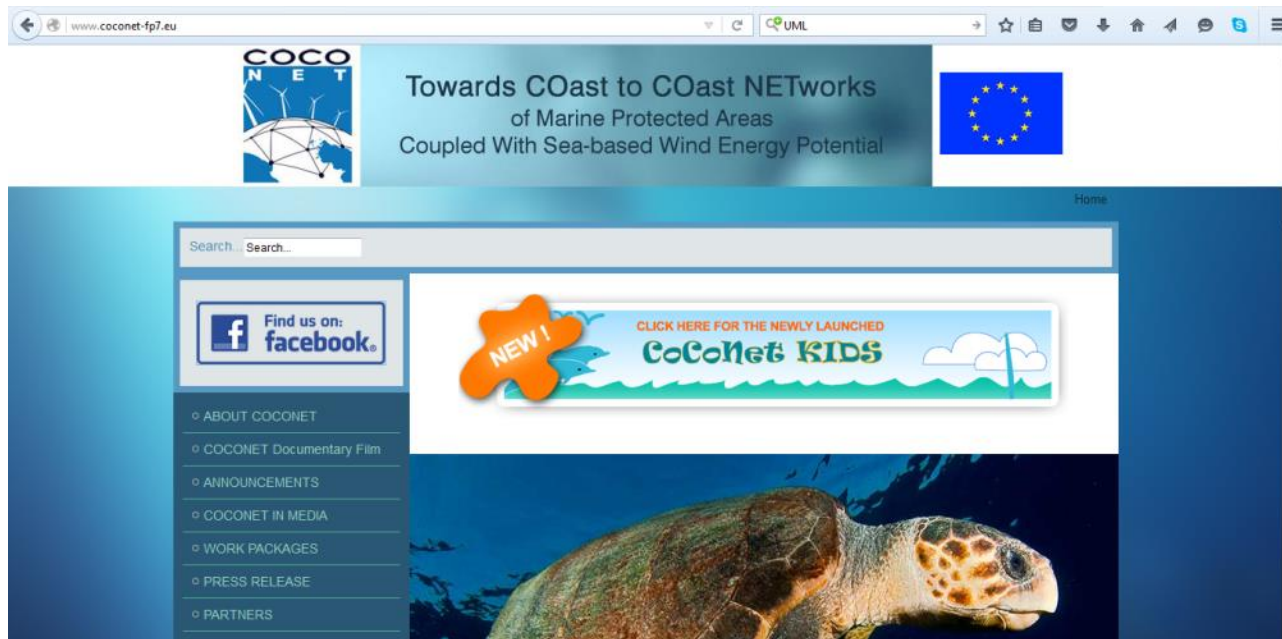 www.coconet-fp7.eu
UML
COCO
NET
Towards COast to COast NETworks
of Marine Protected Areas
Coupled With Sea-based Wind Energy Potential
Home
Search... Search...
Find us on:
facebook®
NEW !
CLICK HERE FOR THE NEWLY LAUNCHED
CoCoNet KIDS
ABOUT COCONET
COCONET Documentary Film
ANNOUNCEMENTS
COCONET IN MEDIA
WORK PACKAGES
PRESS RELEASE
PARTNERS